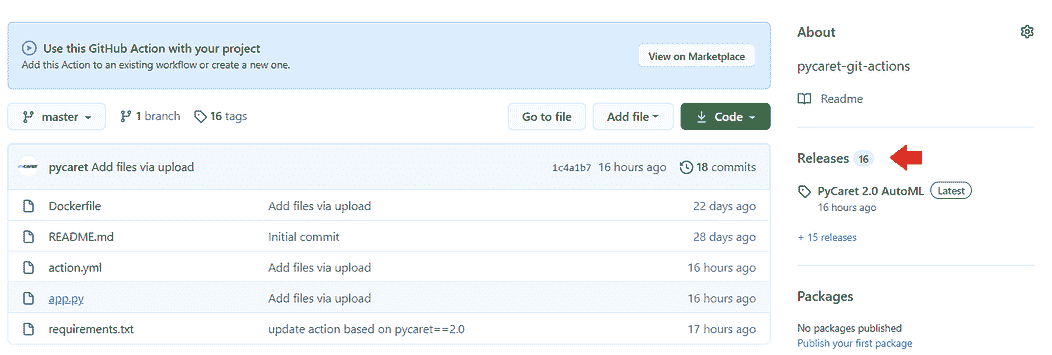 Use this GitHub Action with your project
Add this Action to an existing workflow or create a new one.
View on Marketplace
master
1 branch
16 tags
Go to file
Add file
Code
pycaret Add files via upload
1c4a1b7 16 hours ago
18 commits
Dockerfile Add files via upload 22 days ago
README.md Initial commit 28 days ago
action.yml Add files via upload 16 hours ago
app.py Add files via upload 16 hours ago
requirements.txt update action based on pycaret==2.0 17 hours ago
About
pycaret-git-actions
Readme
Releases 16
PyCaret 2.0 AutoML Latest
16 hours ago
+ 15 releases
Packages
No packages published
Publish your first package